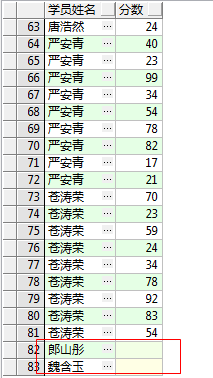 学员姓名 分数
63 唐浩然 ... 24
64 严安青 ... 40
65 严安青 ... 23
66 严安青 ... 99
67 严安青 ... 34
68 严安青 ... 54
69 严安青 ... 78
70 严安青 ... 82
71 严安青 ... 17
72 严安青 ... 21
73 苍涛荣 ... 70
74 苍涛荣 ... 23
75 苍涛荣 ... 59
76 苍涛荣 ... 24
77 苍涛荣 ... 34
78 苍涛荣 ... 78
79 苍涛荣 ... 92
80 苍涛荣 ... 83
81 苍涛荣 ... 54
82 郎山彤 ...
83 魏含玉 ...